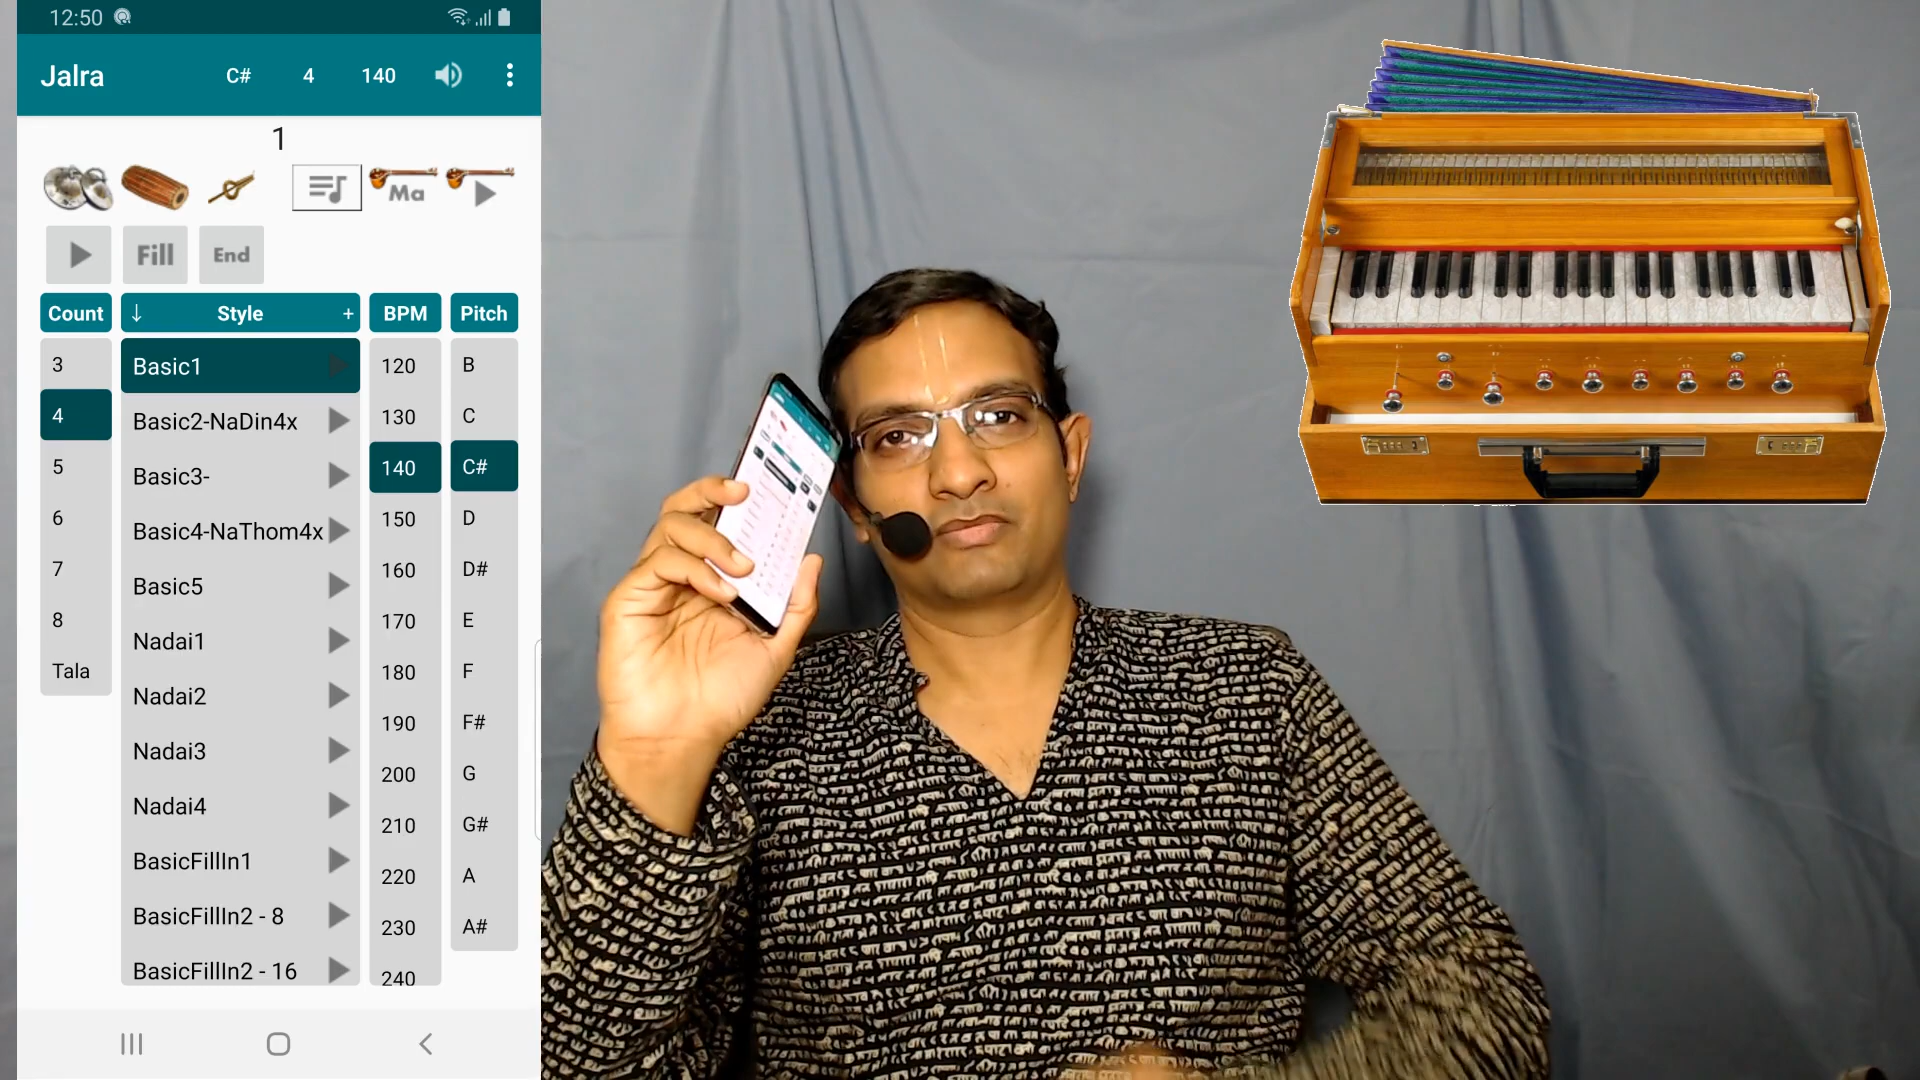 12:50
Jalra C# 4 140
1
Ma
Fill End
Count ↓ Style + BPM Pitch
3
4
5
6
7
8
Tala
Basic1
Basic2-NaDin4x
Basic3-
Basic4-NaThom4x
Basic5
Nadai1
Nadai2
Nadai3
Nadai4
BasicFillIn1
BasicFillIn2 - 8
BasicFillIn2 - 16
120
130
140
150
160
170
180
190
200
210
220
230
240
B
C
C#
D
D#
E
F
F#
G
G#
A
A#